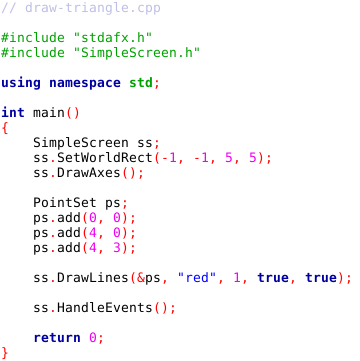 // draw-triangle.cpp
#include "stdafx.h"
#include "SimpleScreen.h"
using namespace std;
int main()
{
SimpleScreen ss;
ss.SetWorldRect(-1, -1, 5, 5);
ss.DrawAxes();
PointSet ps;
ps.add(0, 0);
ps.add(4, 0);
ps.add(4, 3);
ss.DrawLines(&ps, "red", 1, true, true);
ss.HandleEvents();
return 0;
}